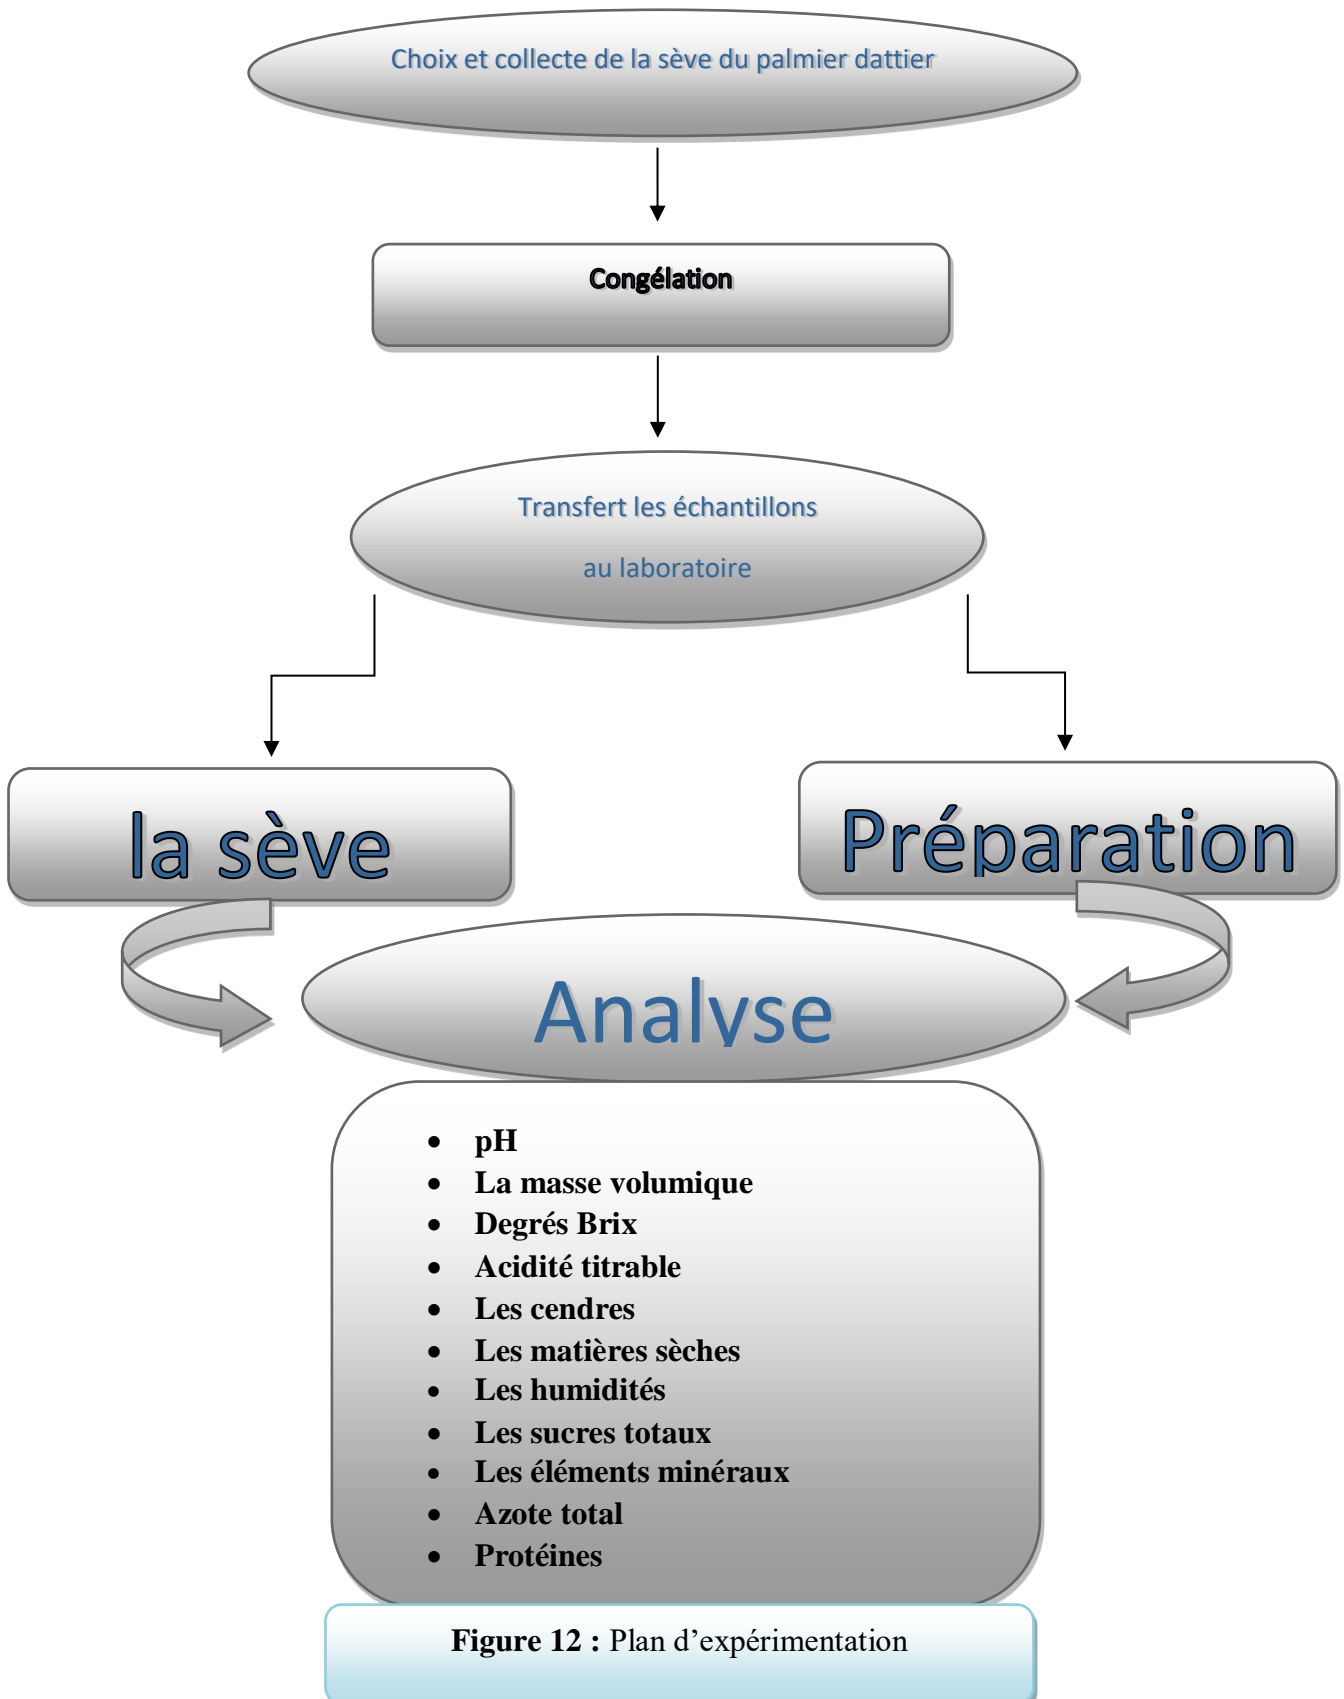 Choix et collecte de la sève du palmier dattier
Congélation
Transfert les échantillons
au laboratoire
la sève
Préparation
Analyse
• pH
• La masse volumique
• Degrés Brix
• Acidité titrable
• Les cendres
• Les matières sèches
• Les humidités
• Les sucres totaux
• Les éléments minéraux
• Azote total
• Protéines
Figure 12 : Plan d’expérimentation